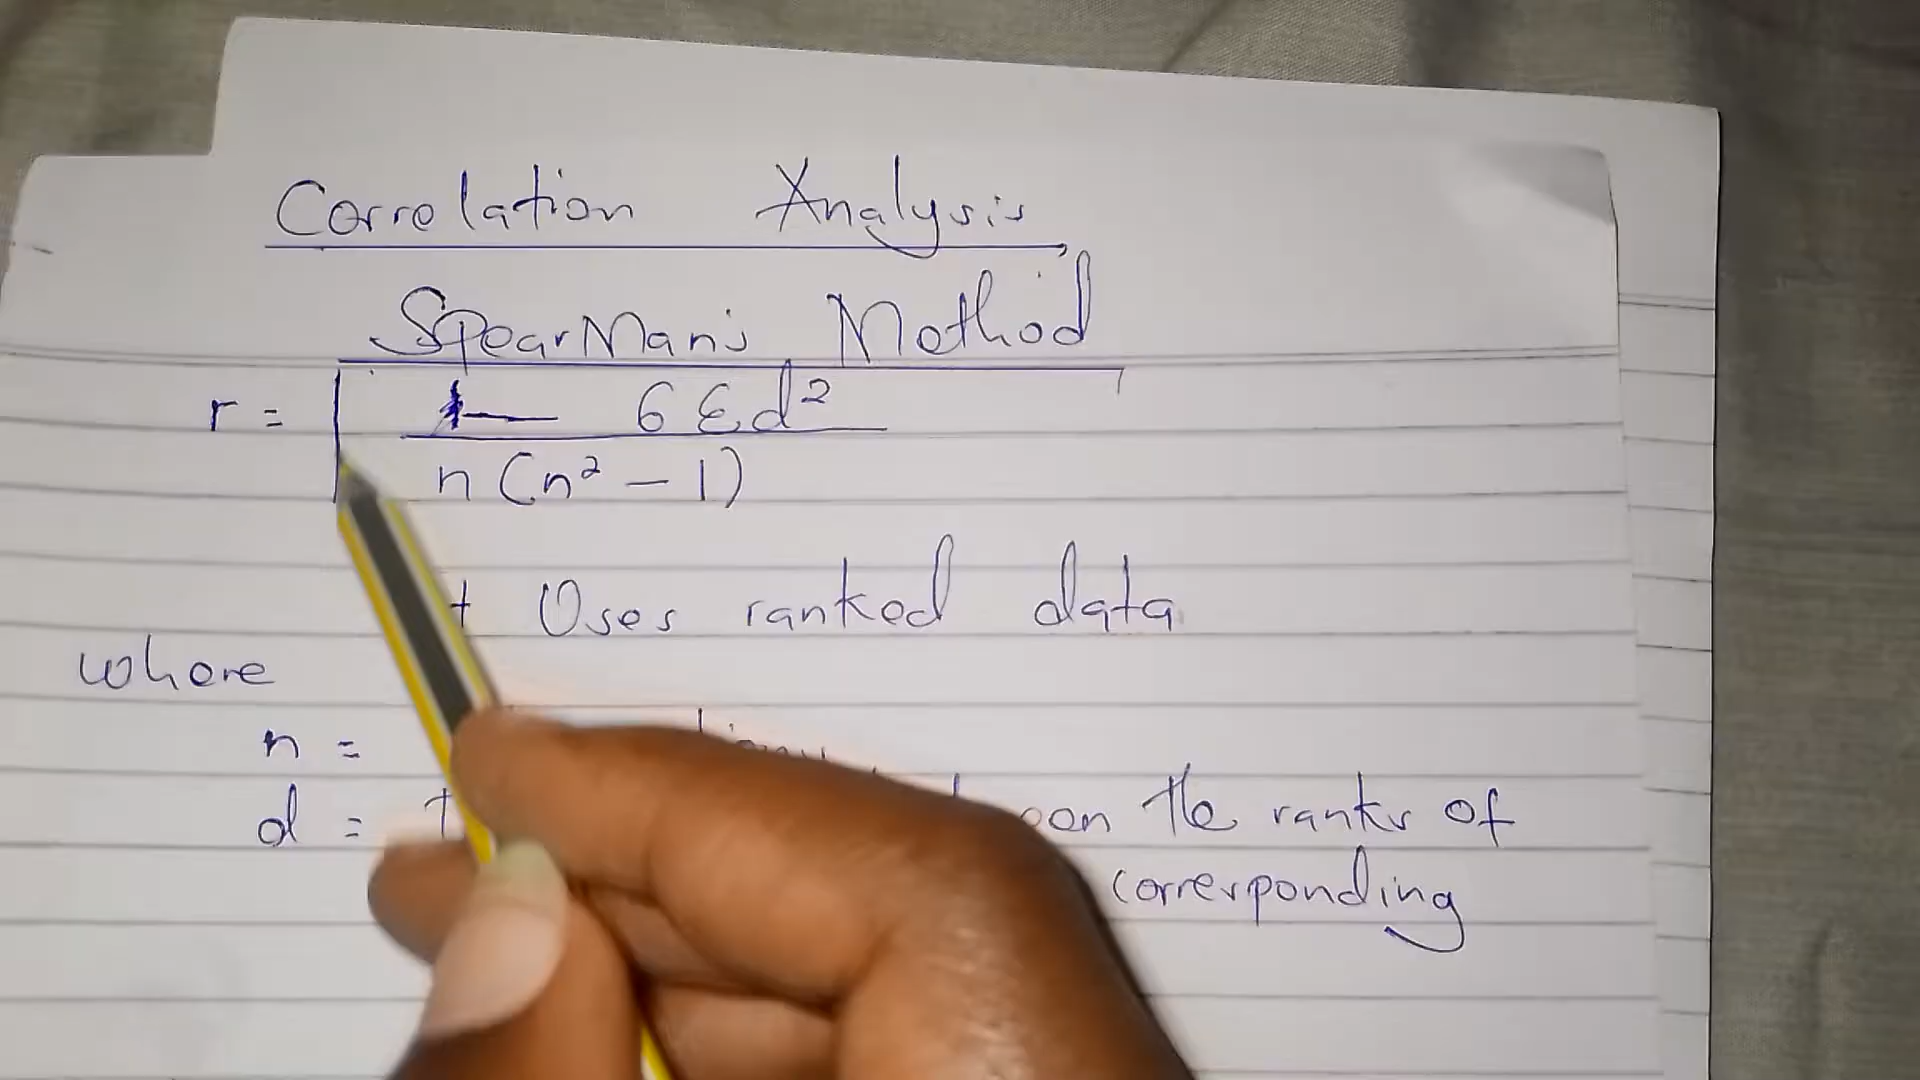 Correlation Analysis
SpearMan's Method
r = 1 — 6 Σd²
n (n² - 1)
Uses ranked data
where
n =
d = the ranks of
corresponding